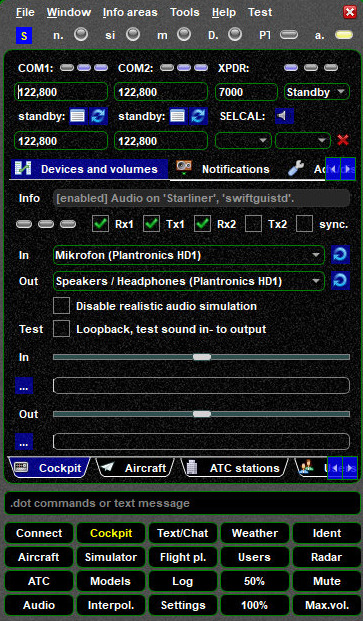 File Window Info areas Tools Help Test
S n. si m D. PT a.
COM1: COM2: XPDR:
122,800 122,800 7000 Standby
standby: standby: SELCAL:
122,800 122,800
Devices and volumes Notifications
Info [enabled] Audio on 'Starliner', 'swiftguistd'.
Rx1 Tx1 Rx2 Tx2 sync.
In Mikrofon (Plantronics HD1)
Out Speakers / Headphones (Plantronics HD1)
Disable realistic audio simulation
Test Loopback, test sound in- to output
In
...
Out
...
Cockpit Aircraft ATC stations
.dot commands or text message
Connect Cockpit Text/Chat Weather Ident
Aircraft Simulator Flight pl. Users Radar
ATC Models Log 50% Mute
Audio Interpol. Settings 100% Max.vol.